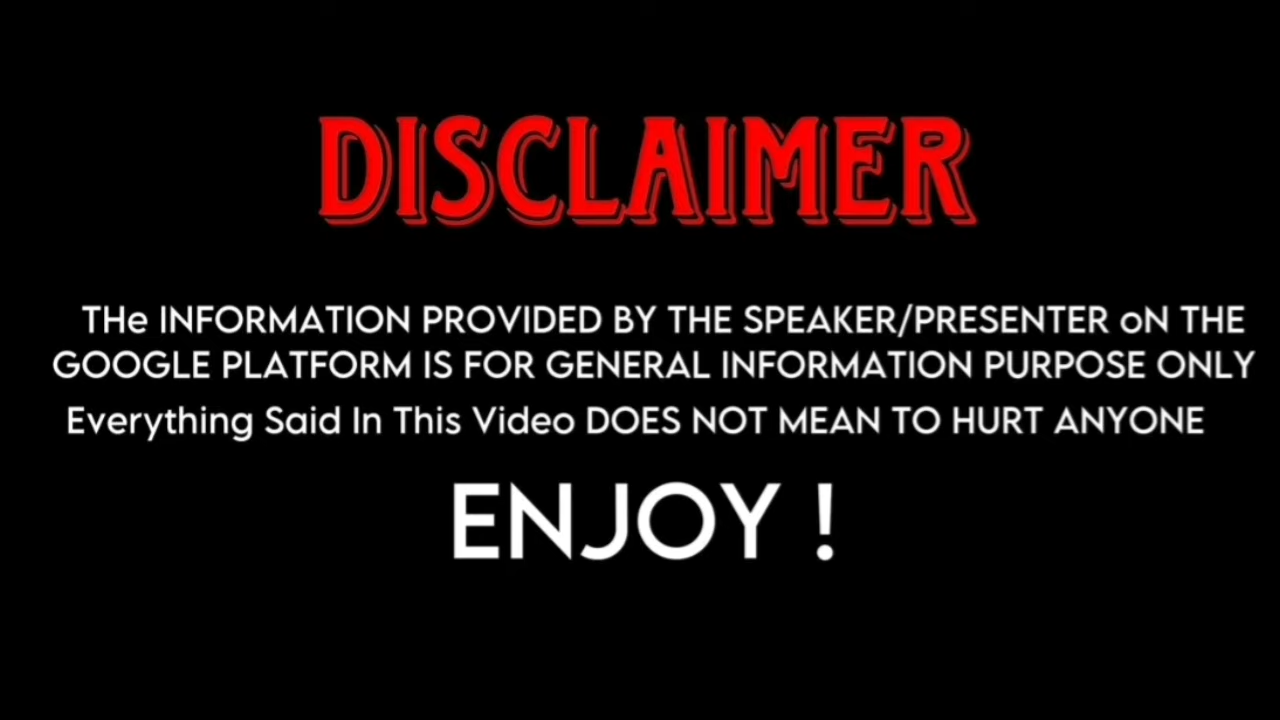 DISCLAIMER
THe INFORMATION PROVIDED BY THE SPEAKER/PRESENTER oN THE
GOOGLE PLATFORM IS FOR GENERAL INFORMATION PURPOSE ONLY
Everything Said In This Video DOES NOT MEAN TO HURT ANYONE
ENJOY !